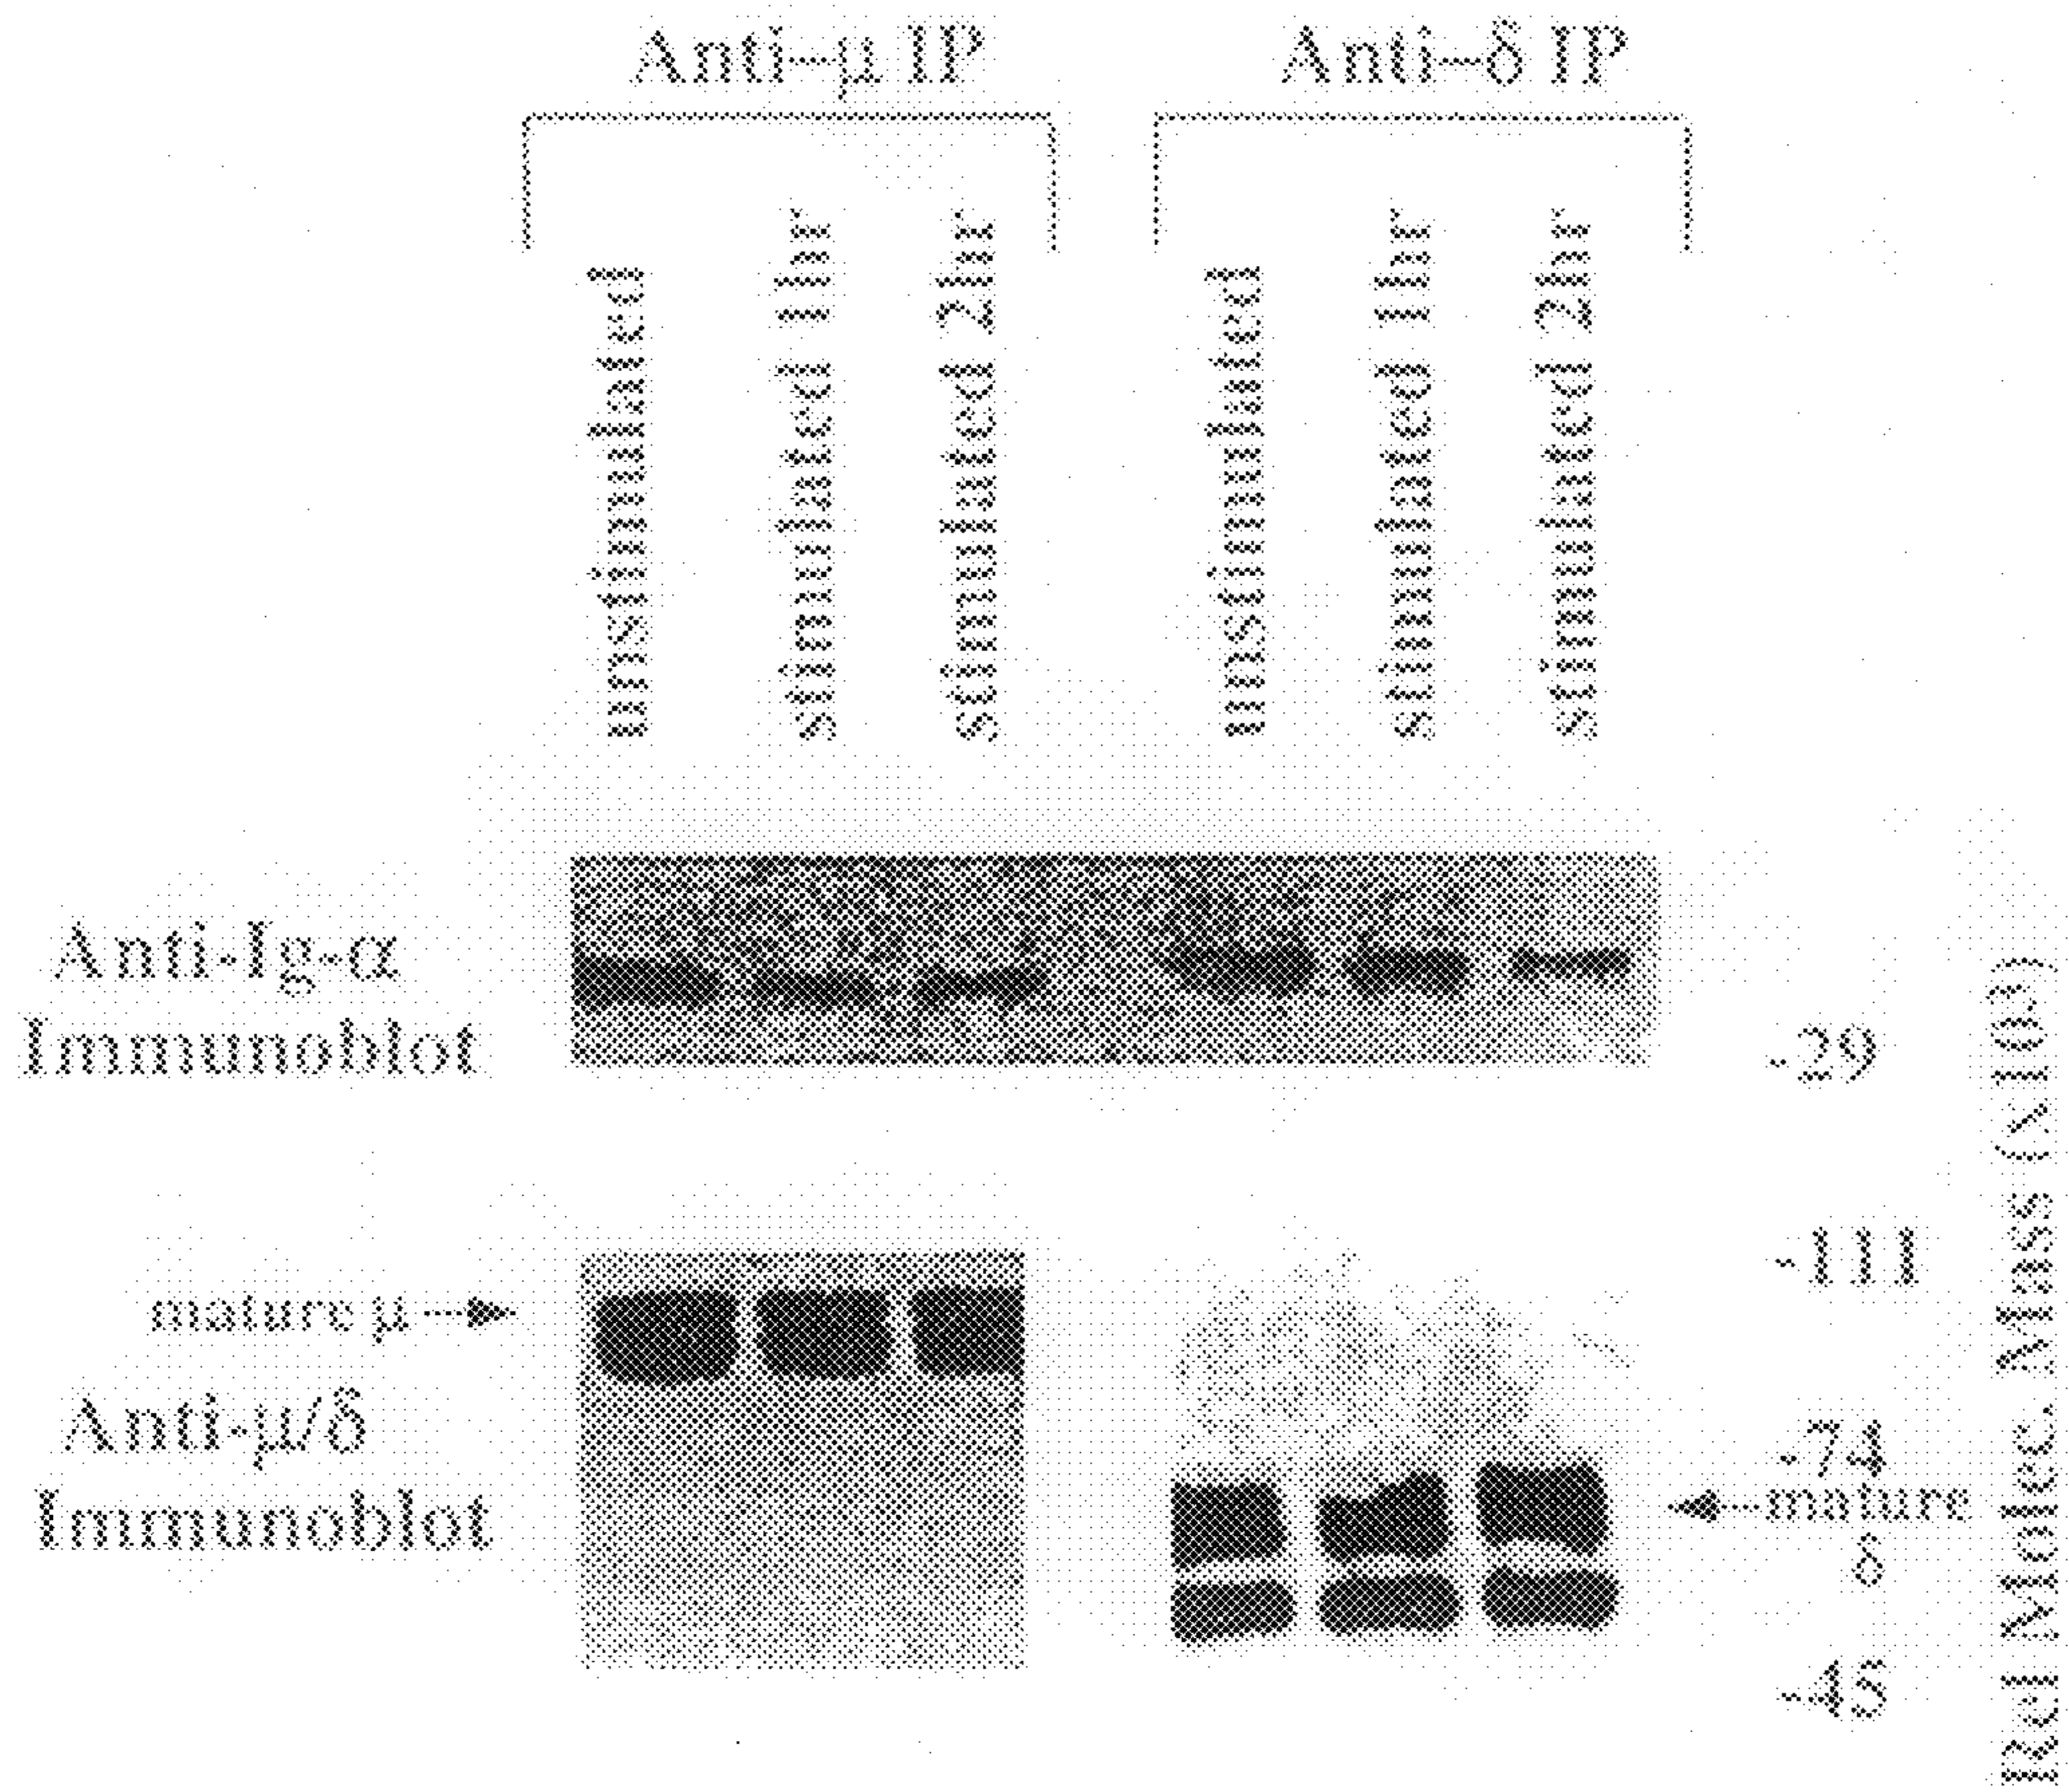 Anti-μ IP
Anti-δ IP
unstimulated
stimulated 1hr
stimulated 2hr
unstimulated
stimulated 1hr
stimulated 2hr
Anti-Ig-α
Immunoblot
-29
-111
mature μ
Anti-μ/δ
Immunoblot
-74
mature
δ
-45
Rel Molec. Mass (X10³)